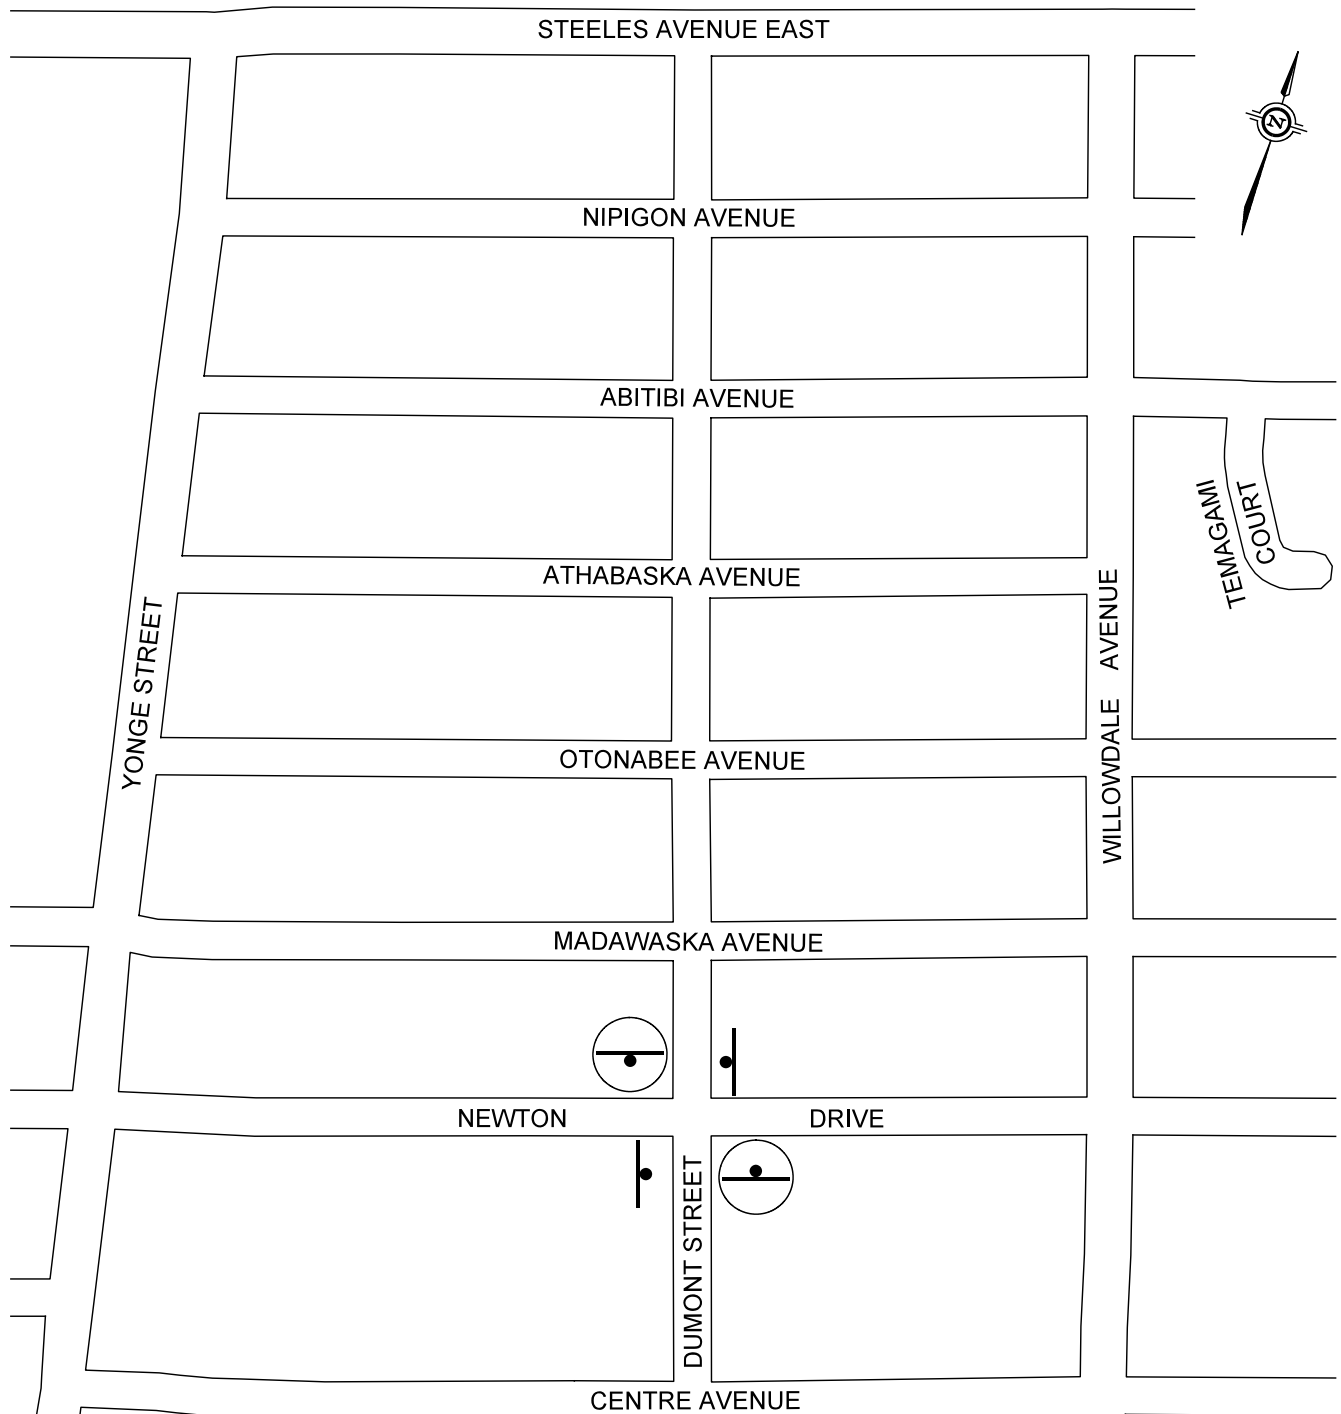 STEELES AVENUE EAST
N
NIPIGON AVENUE
ABITIBI AVENUE
TEMAGAMI
COURT
ATHABASKA AVENUE
YONGE STREET
WILLOWDALE AVENUE
OTONABEE AVENUE
MADAWASKA AVENUE
NEWTON DRIVE
DUMONT STREET
CENTRE AVENUE